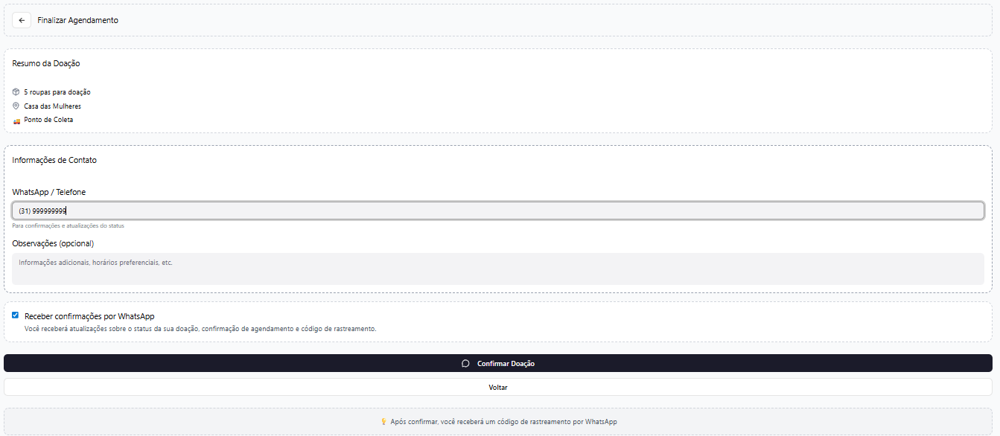 Finalizar Agendamento
Resumo da Doação
5 roupas para doação
Casa das Mulheres
Ponto de Coleta
Informações de Contato
WhatsApp / Telefone
(31) 999999999
Para confirmações e atualizações do status
Observações (opcional)
Informações adicionais, horários preferenciais, etc.
Receber confirmações por WhatsApp
Você receberá atualizações sobre o status da sua doação, confirmação de agendamento e código de rastreamento.
Confirmar Doação
Voltar
Após confirmar, você receberá um código de rastreamento por WhatsApp